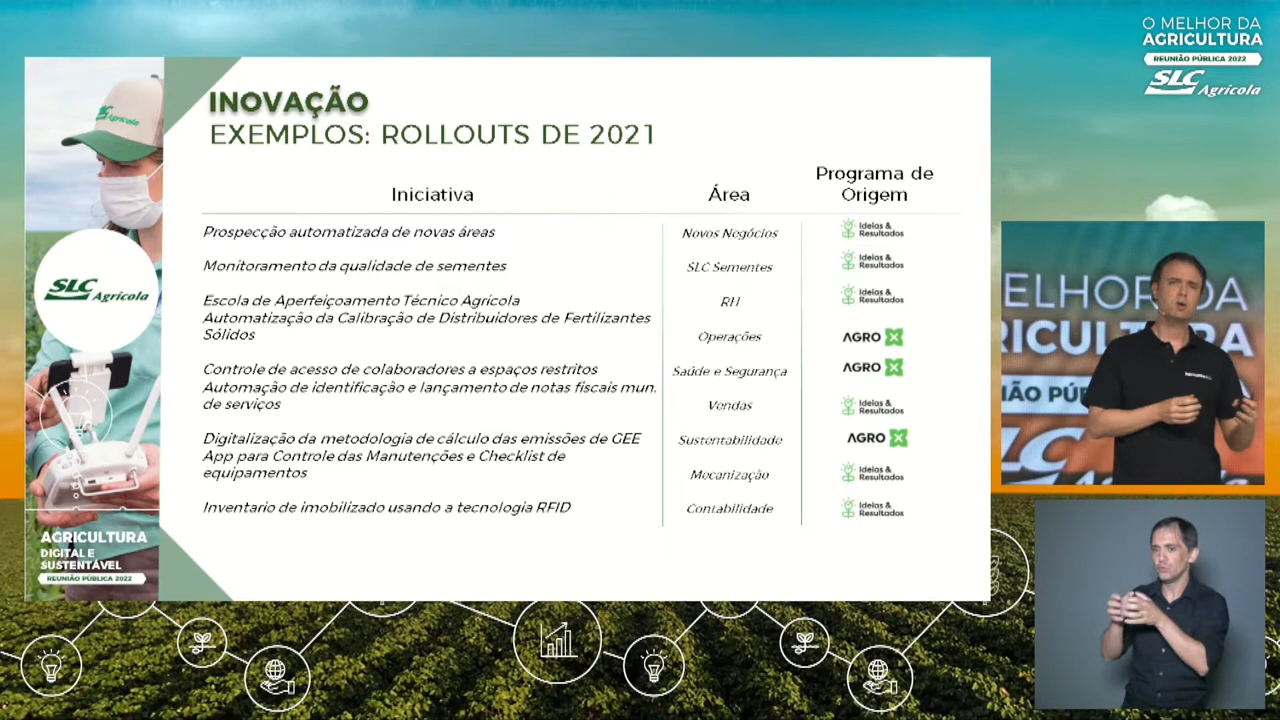 O MELHOR DA
AGRICULTURA
REUNIÃO PÚBLICA 2022
SLC Agrícola
INOVAÇÃO
EXEMPLOS: ROLLOUTS DE 2021
Iniciativa
Área
Programa de
Origem
Prospecção automatizada de novas áreas
Novos Negócios
Ideias &
Resultados
Monitoramento da qualidade de sementes
SLC Sementes
Ideias &
Resultados
Escola de Aperfeiçoamento Técnico Agrícola
RH
Ideias &
Resultados
Automatização da Calibração de Distribuidores de Fertilizantes
Sólidos
Operações
AGRO X
Controle de acesso de colaboradores a espaços restritos
Saúde e Segurança
AGRO X
Automação de identificação e lançamento de notas fiscais mun.
de serviços
Vendas
Ideias &
Resultados
Digitalização da metodologia de cálculo das emissões de GEE
Sustentabilidade
AGRO X
App para Controle das Manutenções e Checklist de
equipamentos
Mecanização
Ideias &
Resultados
Inventario de imobilizado usando a tecnologia RFID
Contabilidade
Ideias &
Resultados
SLC Agrícola
AGRICULTURA
DIGITAL E
SUSTENTÁVEL
REUNIÃO PÚBLICA 2022
ELHOR DA
RICULTURA
IÃO PÚ
LC